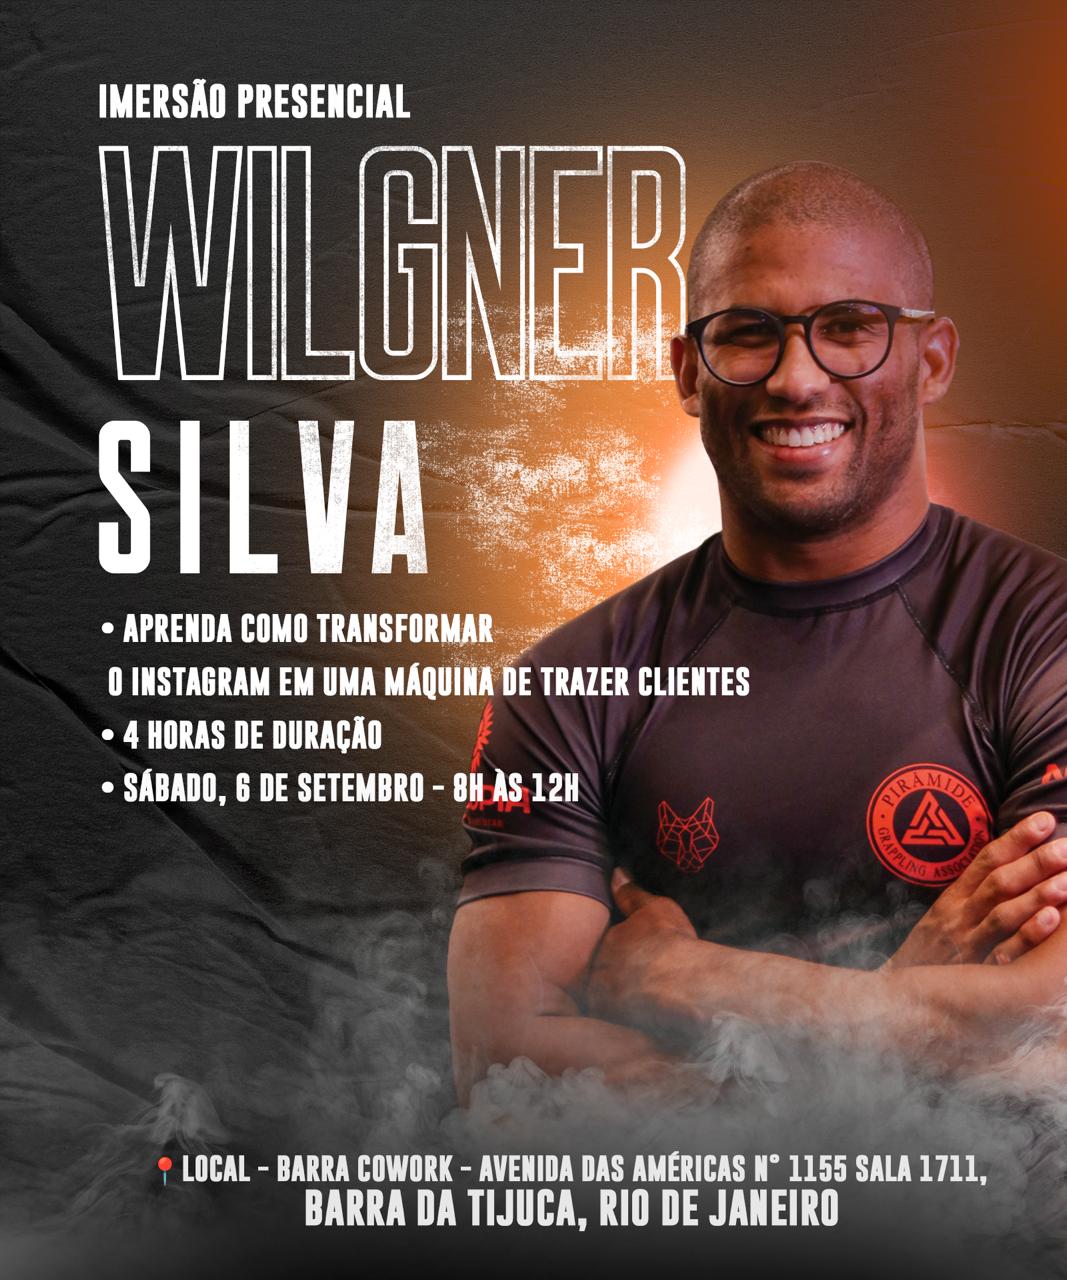 IMERSÃO PRESENCIAL
WILGNER
SILVA
• APRENDA COMO TRANSFORMAR
O INSTAGRAM EM UMA MÁQUINA DE TRAZER CLIENTES
• 4 HORAS DE DURAÇÃO
• SÁBADO, 6 DE SETEMBRO - 8H ÀS 12H
PIRÂMIDE
GRAPPLING ASSOCIATION
📍LOCAL - BARRA COWORK - AVENIDA DAS AMÉRICAS N° 1155 SALA 1711,
BARRA DA TIJUCA, RIO DE JANEIRO